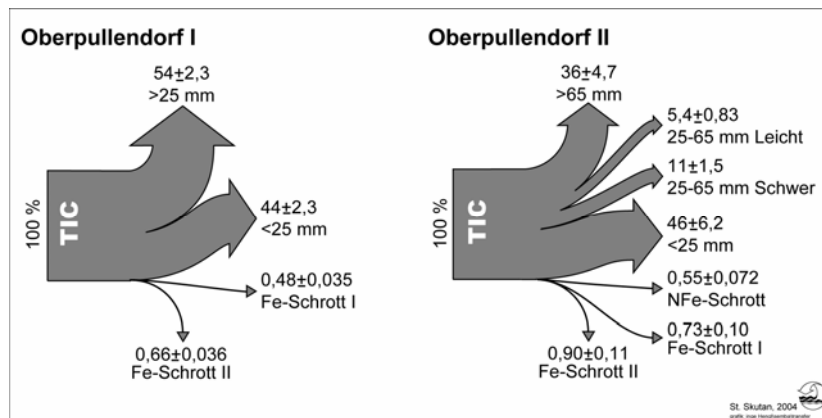 Oberpullendorf I
54±2,3
>25 mm
100 %
TIC
44±2,3
<25 mm
0,48±0,035
Fe-Schrott I
0,66±0,036
Fe-Schrott II
Oberpullendorf II
36±4,7
>65 mm
5,4±0,83
25-65 mm Leicht
11±1,5
25-65 mm Schwer
100 %
TIC
46±6,2
<25 mm
0,55±0,072
NFe-Schrott
0,73±0,10
Fe-Schrott I
0,90±0,11
Fe-Schrott II
St. Skutan, 2004